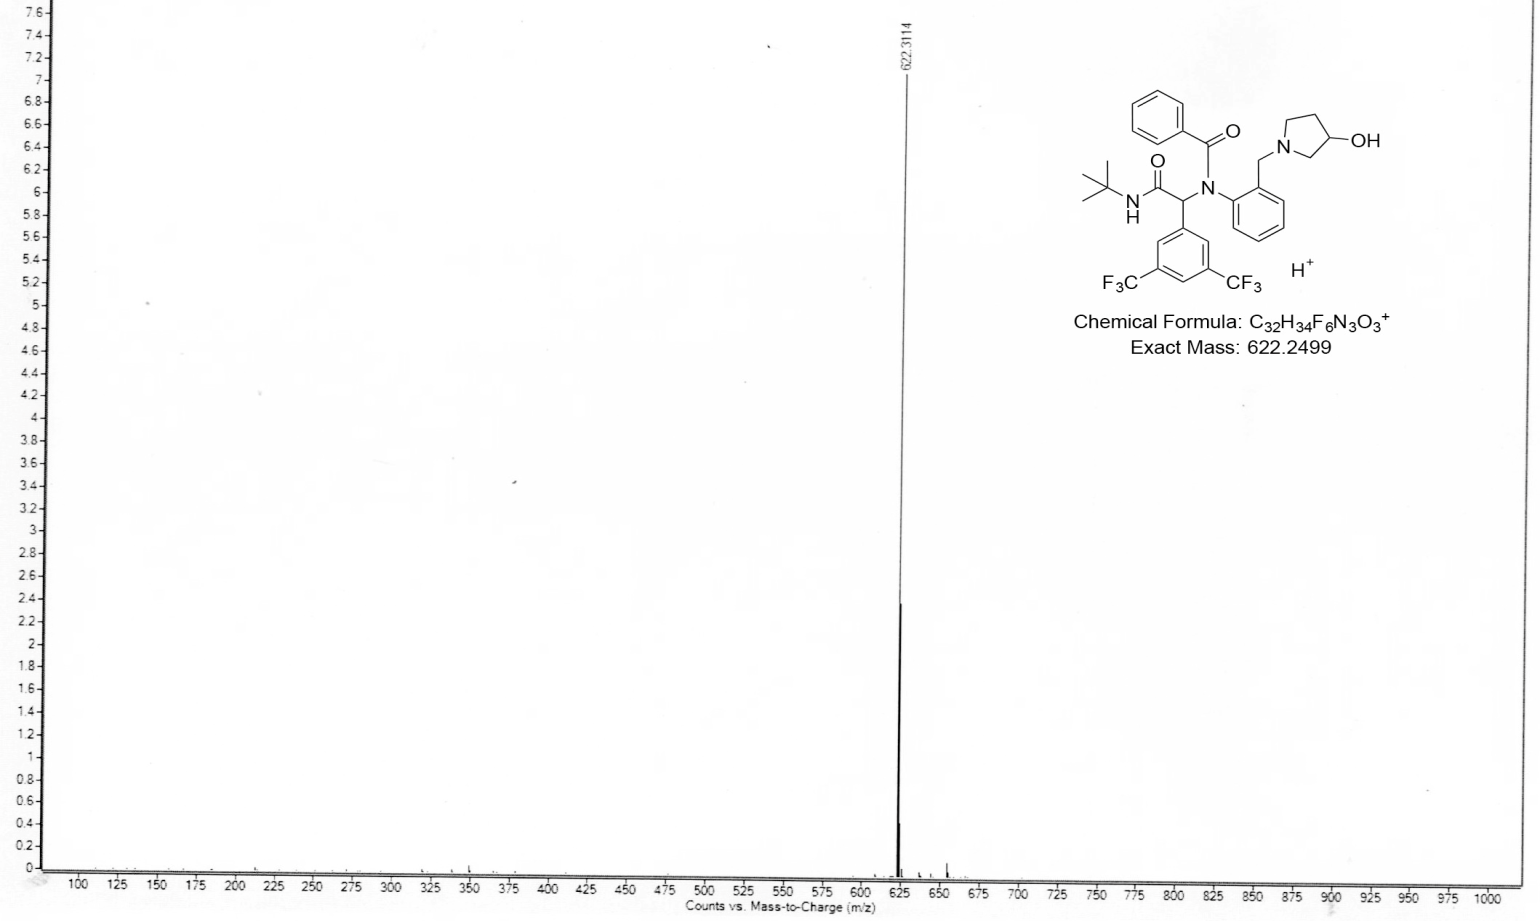 7.6
7.4
7.2
7
6.8
6.6
6.4
6.2
6
5.8
5.6
5.4
5.2
5
4.8
4.6
4.4
4.2
4
3.8
3.6
3.4
3.2
3
2.8
2.6
2.4
2.2
2
1.8
1.6
1.4
1.2
1
0.8
0.6
0.4
0.2
0
622.3114
O
N
OH
O
N
N
H
F₃C
CF₃
H⁺
Chemical Formula: C₃₂H₃₄F₆N₃O₃⁺
Exact Mass: 622.2499
100 125 150 175 200 225 250 275 300 325 350 375 400 425 450 475 500 525 550 575 600 625 650 675 700 725 750 775 800 825 850 875 900 925 950 975 1000
Counts vs. Mass-to-Charge (m/z)